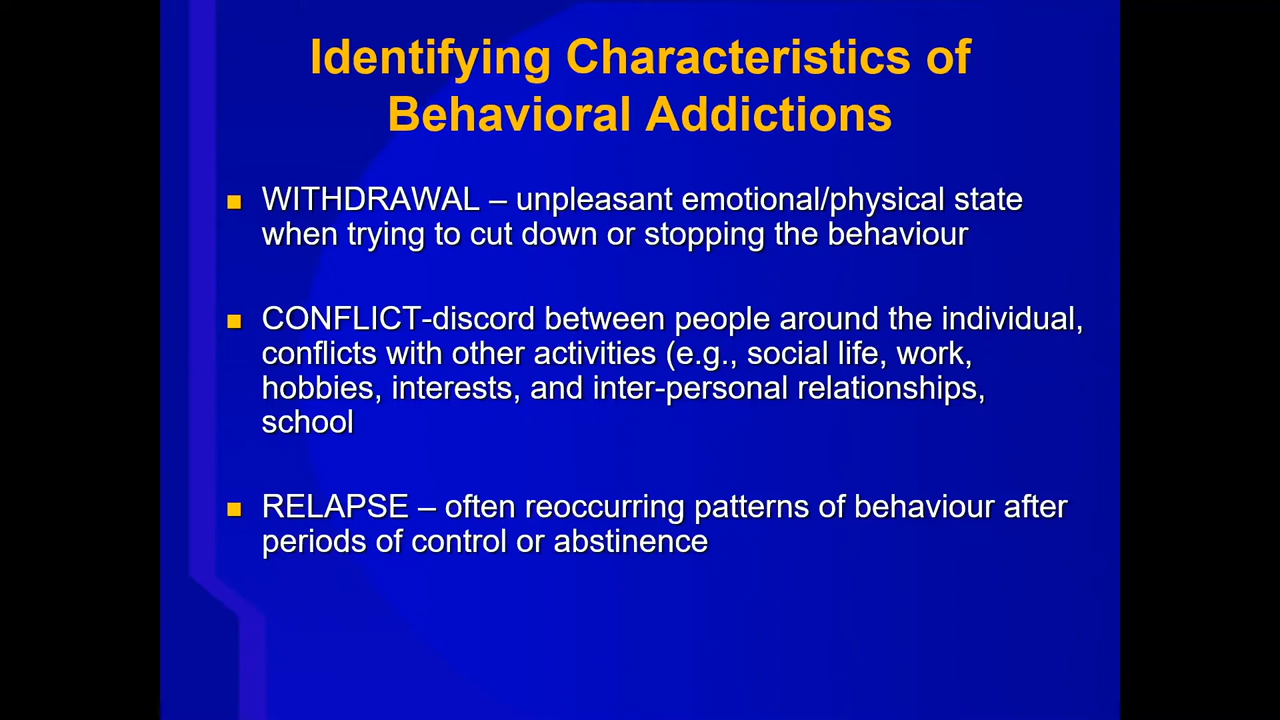 Identifying Characteristics of
Behavioral Addictions
WITHDRAWAL – unpleasant emotional/physical state
when trying to cut down or stopping the behaviour
CONFLICT-discord between people around the individual,
conflicts with other activities (e.g., social life, work,
hobbies, interests, and inter-personal relationships,
school
RELAPSE – often reoccurring patterns of behaviour after
periods of control or abstinence